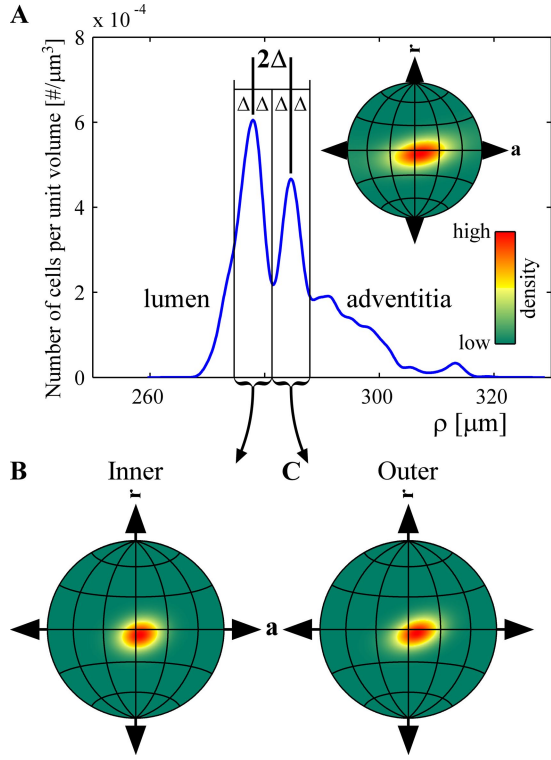 A
x 10⁻⁴
Number of cells per unit volume [#/μm³]
8
6
4
2
0
260
280
300
320
ρ [μm]
2Δ
Δ Δ Δ Δ
lumen
adventitia
r
a
high
low
density
B
Inner
C
Outer
r
r
a